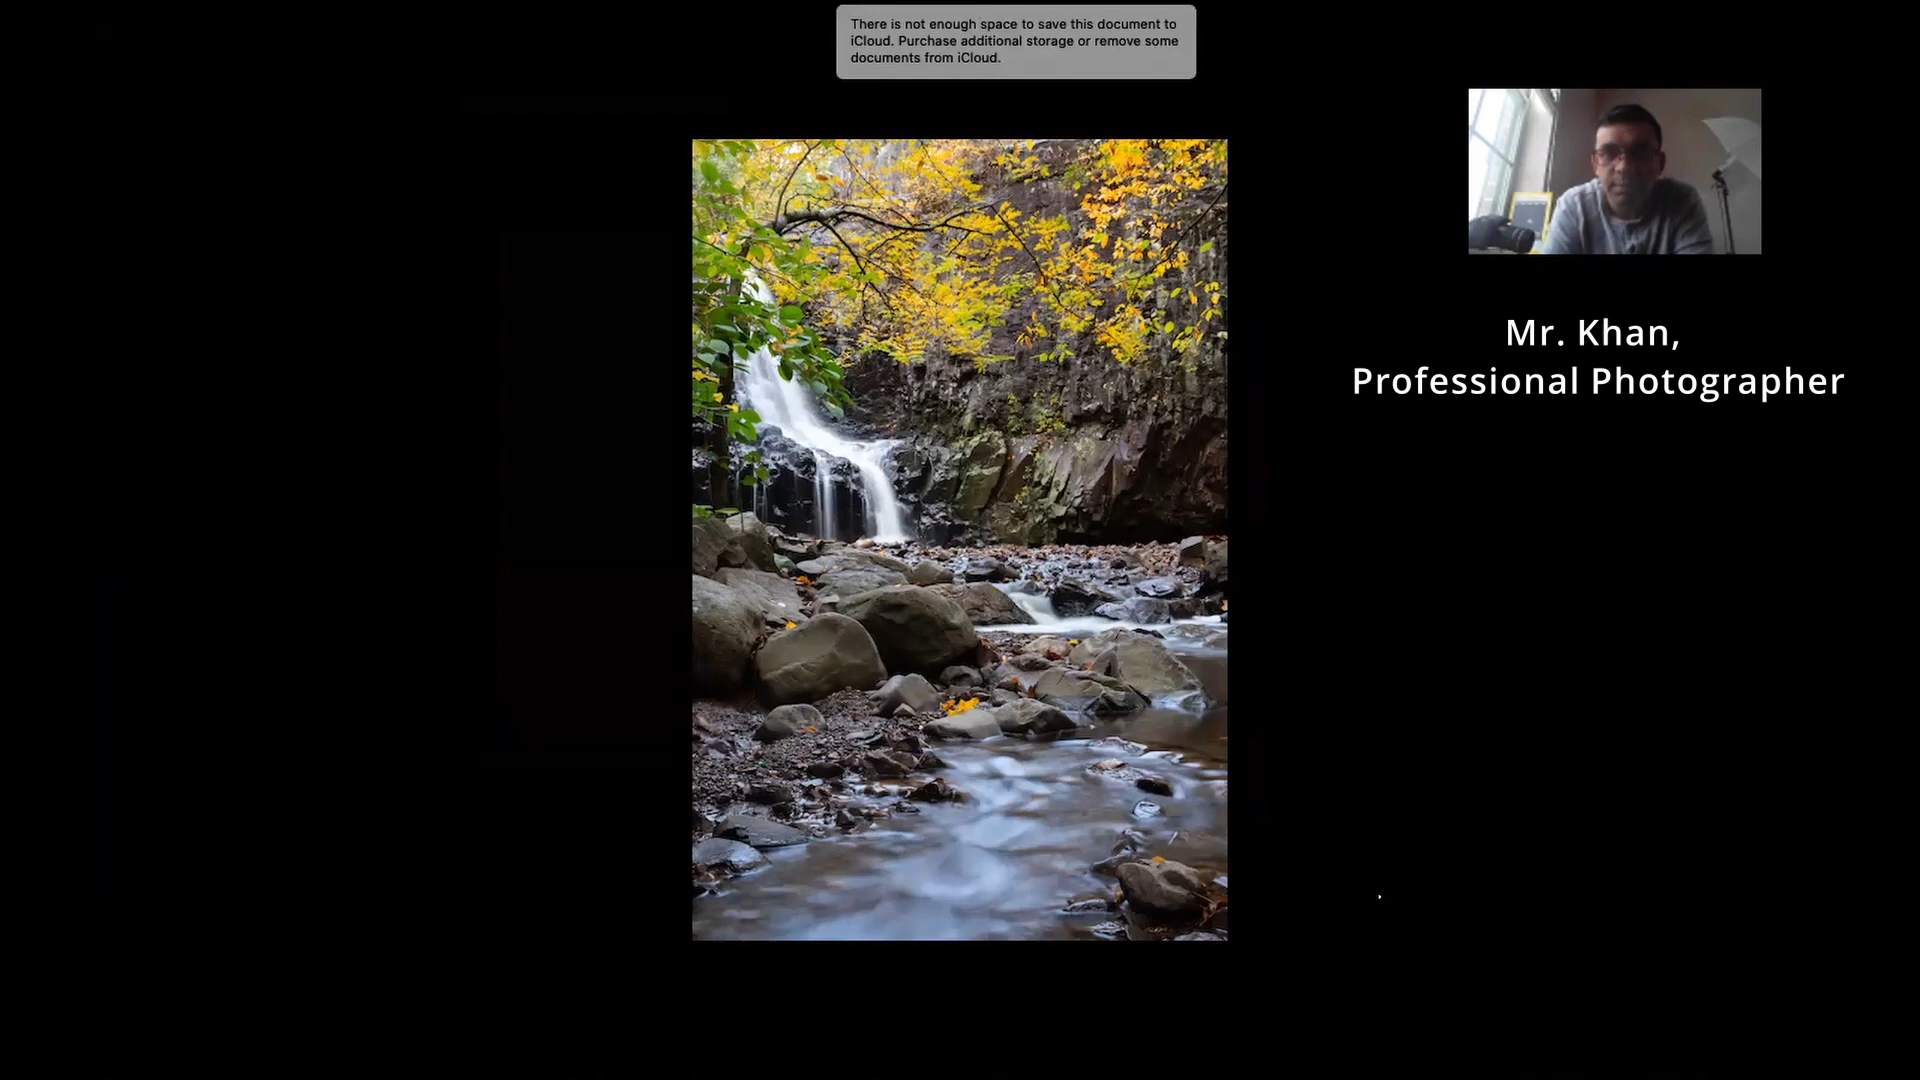 There is not enough space to save this document to
iCloud. Purchase additional storage or remove some
documents from iCloud.
Mr. Khan,
Professional Photographer